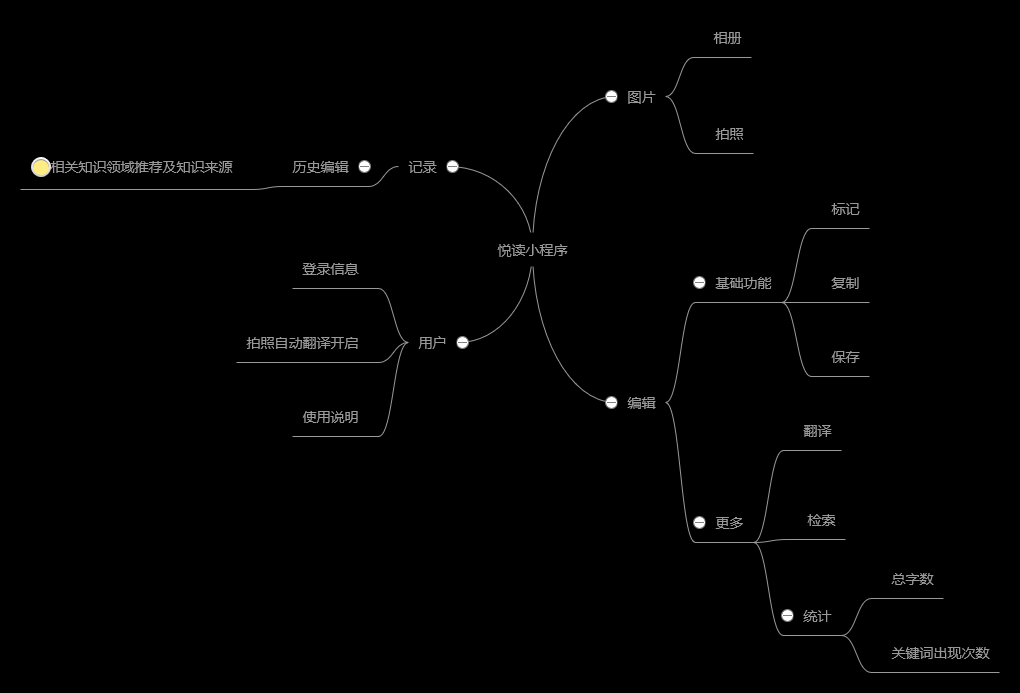 悦读小程序
图片
相册
拍照
编辑
基础功能
标记
复制
保存
更多
翻译
检索
统计
总字数
关键词出现次数
记录
历史编辑
相关知识领域推荐及知识来源
用户
登录信息
拍照自动翻译开启
使用说明